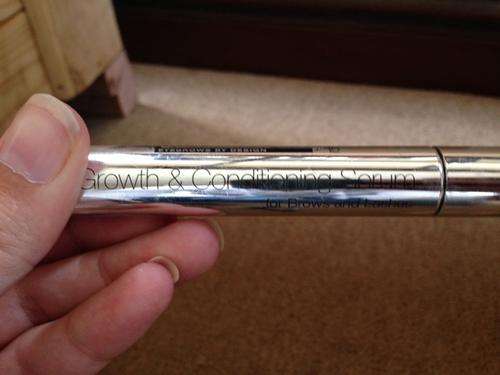 EYEBROWS BY DESIGN
Growth & Conditioning Serum
for Brows and Lashes